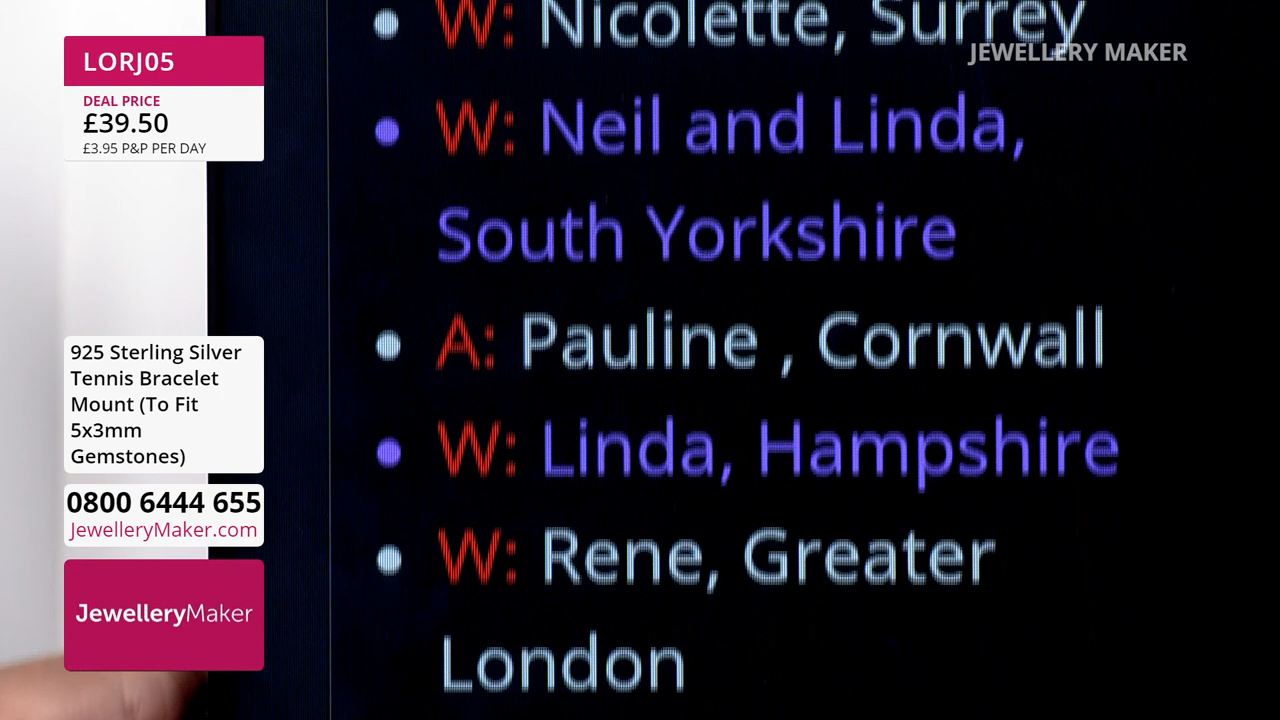 LORJ05
DEAL PRICE
£39.50
£3.95 P&P PER DAY
925 Sterling Silver
Tennis Bracelet
Mount (To Fit
5x3mm
Gemstones)
0800 6444 655
JewelleryMaker.com
JewelleryMaker
JEWELLERY MAKER
• W: Nicolette, Surrey
• W: Neil and Linda,
South Yorkshire
• A: Pauline , Cornwall
• W: Linda, Hampshire
• W: Rene, Greater
London